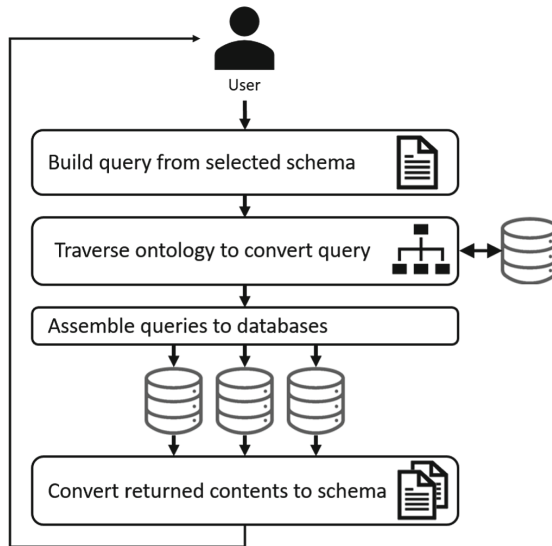 User
Build query from selected schema
Traverse ontology to convert query
Assemble queries to databases
Convert returned contents to schema